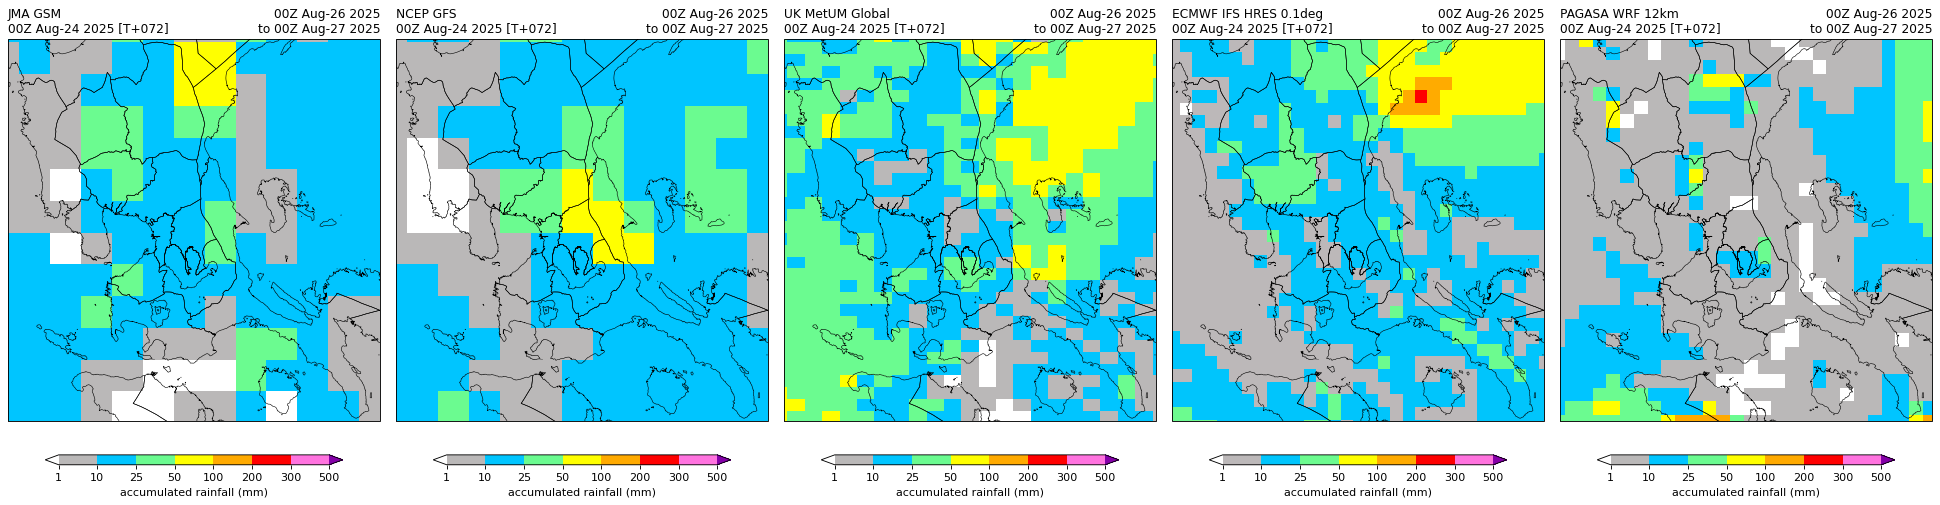 JMA GSM 00Z Aug-26 2025
00Z Aug-24 2025 [T+072] to 00Z Aug-27 2025
1 10 25 50 100 200 300 500
accumulated rainfall (mm)
NCEP GFS 00Z Aug-26 2025
00Z Aug-24 2025 [T+072] to 00Z Aug-27 2025
1 10 25 50 100 200 300 500
accumulated rainfall (mm)
UK MetUM Global 00Z Aug-26 2025
00Z Aug-24 2025 [T+072] to 00Z Aug-27 2025
1 10 25 50 100 200 300 500
accumulated rainfall (mm)
ECMWF IFS HRES 0.1deg 00Z Aug-26 2025
00Z Aug-24 2025 [T+072] to 00Z Aug-27 2025
1 10 25 50 100 200 300 500
accumulated rainfall (mm)
PAGASA WRF 12km 00Z Aug-26 2025
00Z Aug-24 2025 [T+072] to 00Z Aug-27 2025
1 10 25 50 100 200 300 500
accumulated rainfall (mm)